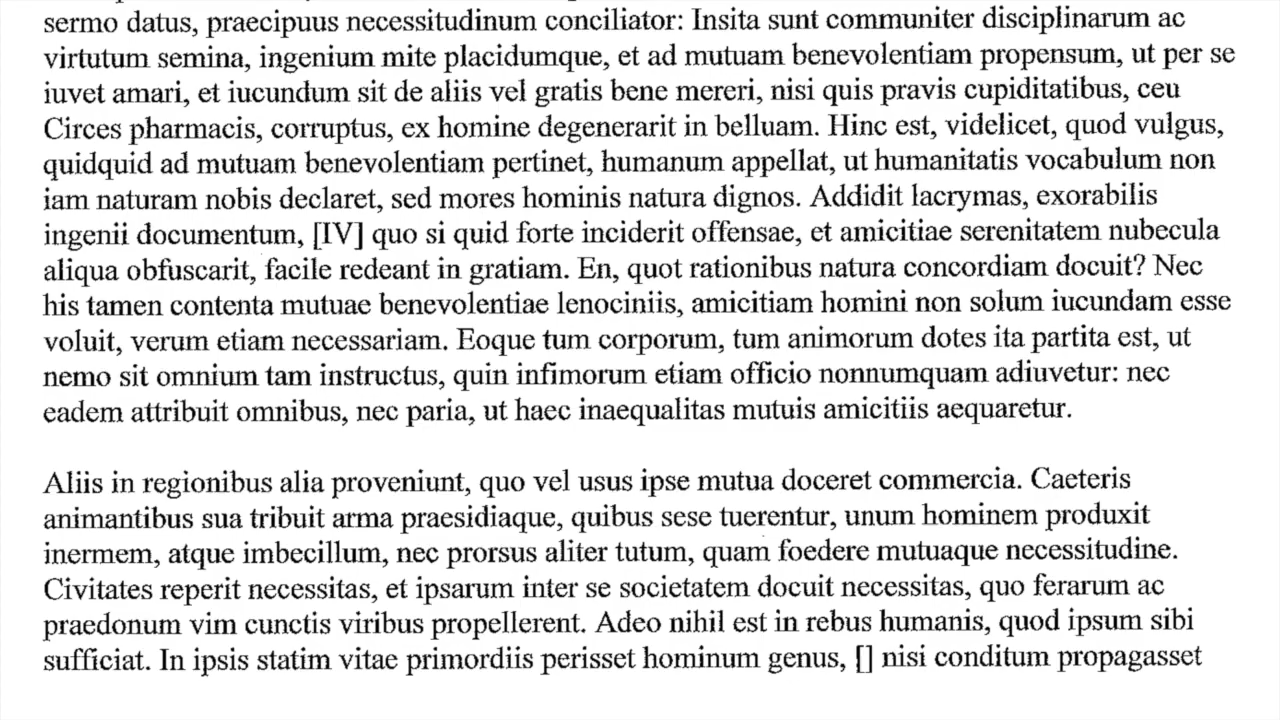 sermo datus, praecipuus necessitudinum conciliator: Insita sunt communiter disciplinarum ac
virtutum semina, ingenium mite placidumque, et ad mutuam benevolentiam propensum, ut per se
iuvet amari, et iucundum sit de aliis vel gratis bene mereri, nisi quis pravis cupiditatibus, ceu
Circes pharmacis, corruptus, ex homine degenerarit in belluam. Hinc est, videlicet, quod vulgus,
quidquid ad mutuam benevolentiam pertinet, humanum appellat, ut humanitatis vocabulum non
iam naturam nobis declaret, sed mores hominis natura dignos. Addidit lacrymas, exorabilis
ingenii documentum, [IV] quo si quid forte inciderit offensae, et amicitiae serenitatem nubecula
aliqua obfuscarit, facile redeant in gratiam. En, quot rationibus natura concordiam docuit? Nec
his tamen contenta mutuae benevolentiae lenociniis, amicitiam homini non solum iucundam esse
voluit, verum etiam necessariam. Eoque tum corporum, tum animorum dotes ita partita est, ut
nemo sit omnium tam instructus, quin infimorum etiam officio nonnumquam adiuvetur: nec
eadem attribuit omnibus, nec paria, ut haec inaequalitas mutuis amicitiis aequaretur.
Aliis in regionibus alia proveniunt, quo vel usus ipse mutua doceret commercia. Caeteris
animantibus sua tribuit arma praesidiaque, quibus sese tuerentur, unum hominem produxit
inermem, atque imbecillum, nec prorsus aliter tutum, quam foedere mutuaque necessitudine.
Civitates reperit necessitas, et ipsarum inter se societatem docuit necessitas, quo ferarum ac
praedonum vim cunctis viribus propellerent. Adeo nihil est in rebus humanis, quod ipsum sibi
sufficiat. In ipsis statim vitae primordiis perisset hominum genus, [] nisi conditum propagasset